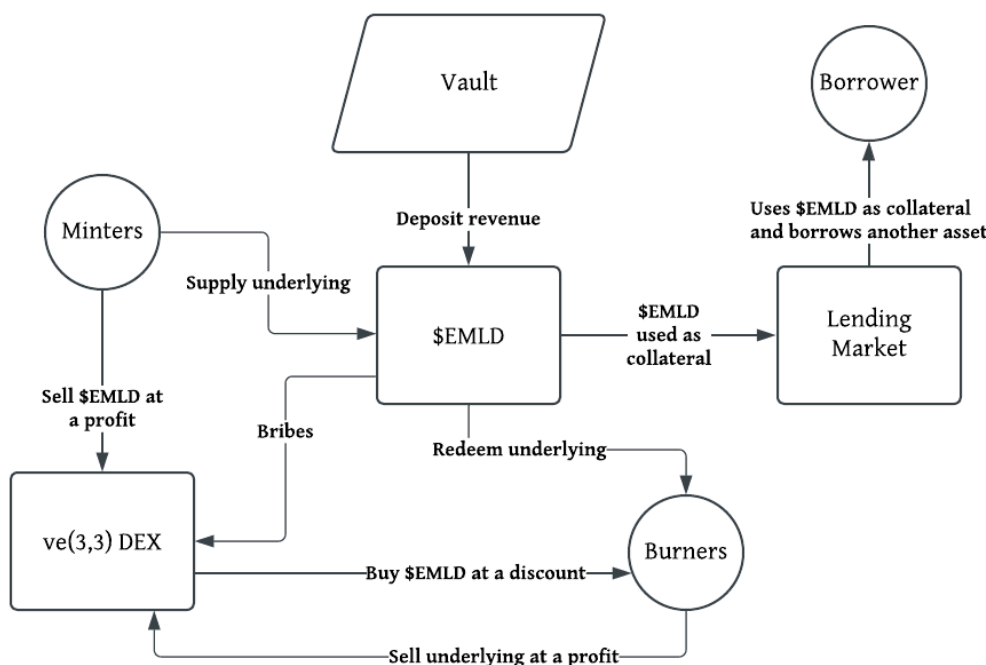 Vault
Borrower
Minters
Deposit revenue
Uses $EMLD as collateral
and borrows another asset
Supply underlying
$EMLD
$EMLD
used as
collateral
Lending
Market
Sell $EMLD at
a profit
Bribes
Redeem underlying
ve(3,3) DEX
Burners
Buy $EMLD at a discount
Sell underlying at a profit